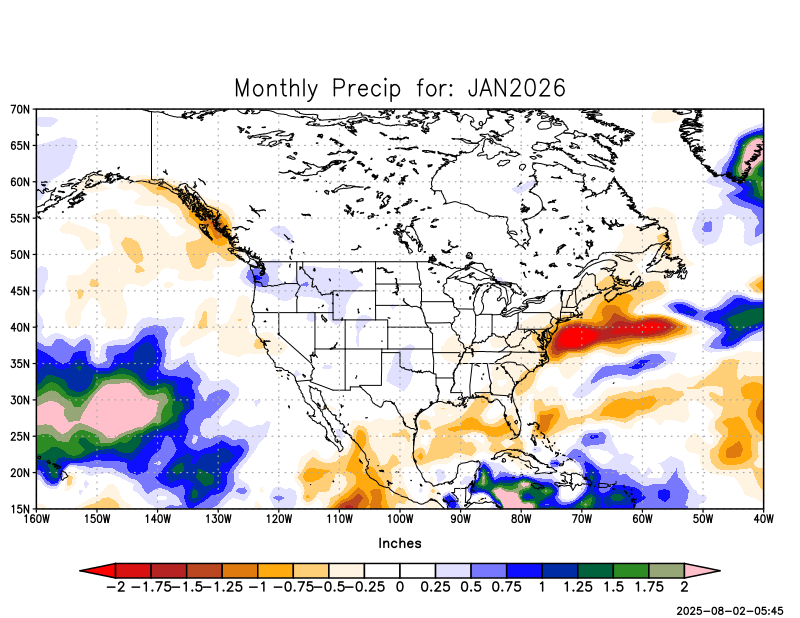 Monthly Precip for: JAN2026
70N
65N
60N
55N
50N
45N
40N
35N
30N
25N
20N
15N
160W 150W 140W 130W 120W 110W 100W 90W 80W 70W 60W 50W 40W
Inches
-2 -1.75 -1.5 -1.25 -1 -0.75 -0.5 -0.25 0 0.25 0.5 0.75 1 1.25 1.5 1.75 2
2025-08-02-05:45